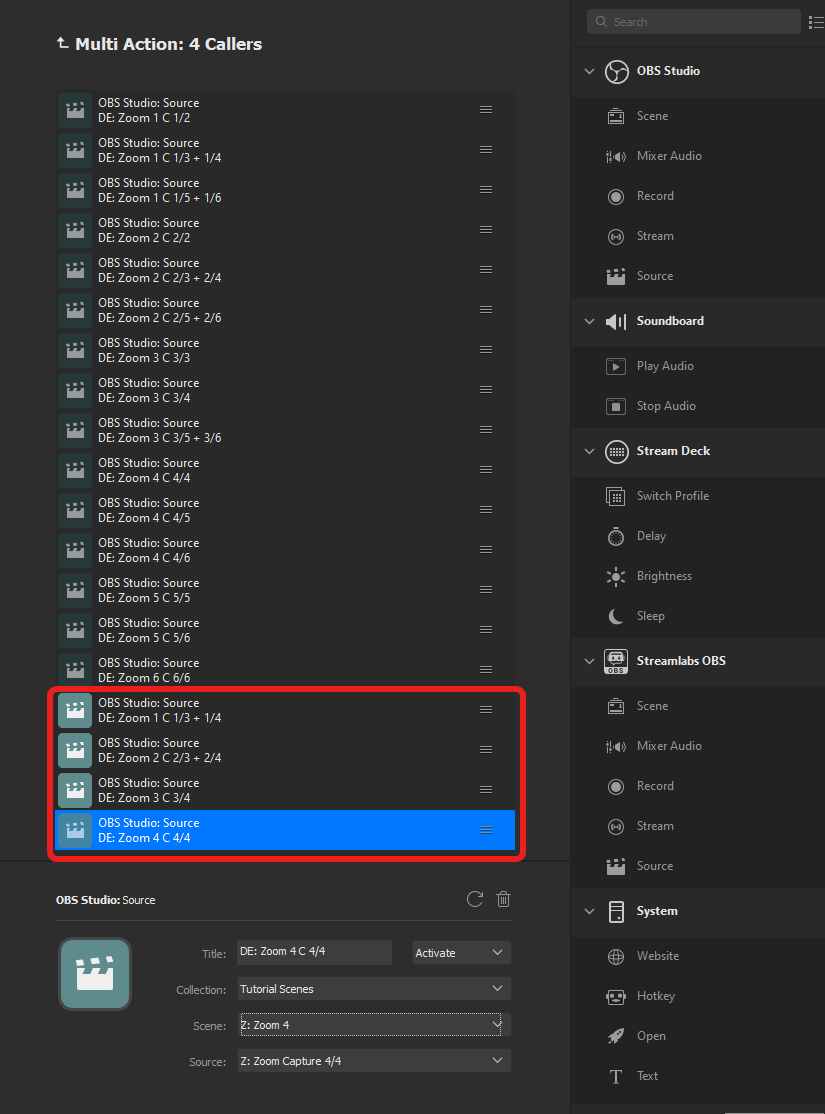 Multi Action: 4 Callers
OBS Studio: Source
DE: Zoom 1 C 1/2
OBS Studio: Source
DE: Zoom 1 C 1/3 + 1/4
OBS Studio: Source
DE: Zoom 1 C 1/5 + 1/6
OBS Studio: Source
DE: Zoom 2 C 2/2
OBS Studio: Source
DE: Zoom 2 C 2/3 + 2/4
OBS Studio: Source
DE: Zoom 2 C 2/5 + 2/6
OBS Studio: Source
DE: Zoom 3 C 3/3
OBS Studio: Source
DE: Zoom 3 C 3/4
OBS Studio: Source
DE: Zoom 3 C 3/5 + 3/6
OBS Studio: Source
DE: Zoom 4 C 4/4
OBS Studio: Source
DE: Zoom 4 C 4/5
OBS Studio: Source
DE: Zoom 4 C 4/6
OBS Studio: Source
DE: Zoom 5 C 5/5
OBS Studio: Source
DE: Zoom 5 C 5/6
OBS Studio: Source
DE: Zoom 6 C 6/6
OBS Studio: Source
DE: Zoom 1 C 1/3 + 1/4
OBS Studio: Source
DE: Zoom 2 C 2/3 + 2/4
OBS Studio: Source
DE: Zoom 3 C 3/4
OBS Studio: Source
DE: Zoom 4 C 4/4
OBS Studio: Source
Title: DE: Zoom 4 C 4/4 Activate
Collection: Tutorial Scenes
Scene: Z: Zoom 4
Source: Z: Zoom Capture 4/4
Search
OBS Studio
Scene
Mixer Audio
Record
Stream
Source
Soundboard
Play Audio
Stop Audio
Stream Deck
Switch Profile
Delay
Brightness
Sleep
OBS
Streamlabs OBS
Scene
Mixer Audio
Record
Stream
Source
System
Website
Hotkey
Open
Text